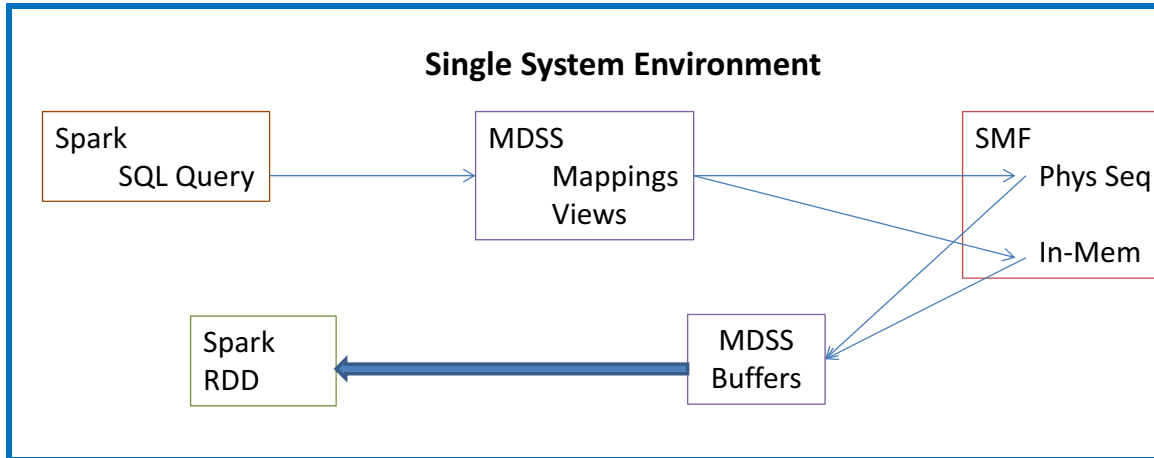 Single System Environment
Spark
SQL Query
MDSS
Mappings
Views
SMF
Phys Seq
In-Mem
Spark
RDD
MDSS
Buffers